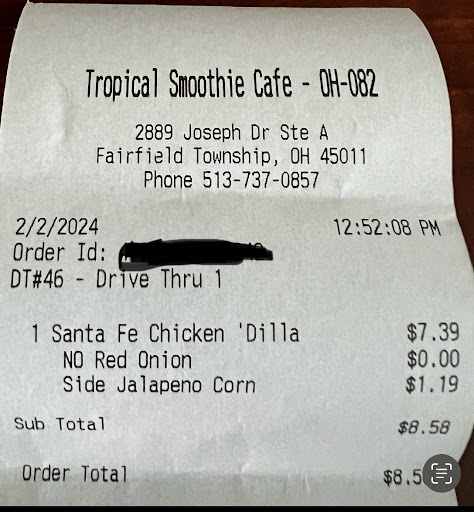 Tropical Smoothie Cafe - OH-082
2889 Joseph Dr Ste A
Fairfield Township, OH 45011
Phone 513-737-0857
2/2/2024 12:52:08 PM
Order Id:
DT#46 - Drive Thru 1
1 Santa Fe Chicken 'Dilla $7.39
NO Red Onion $0.00
Side Jalapeno Corn $1.19
Sub Total $8.58
Order Total